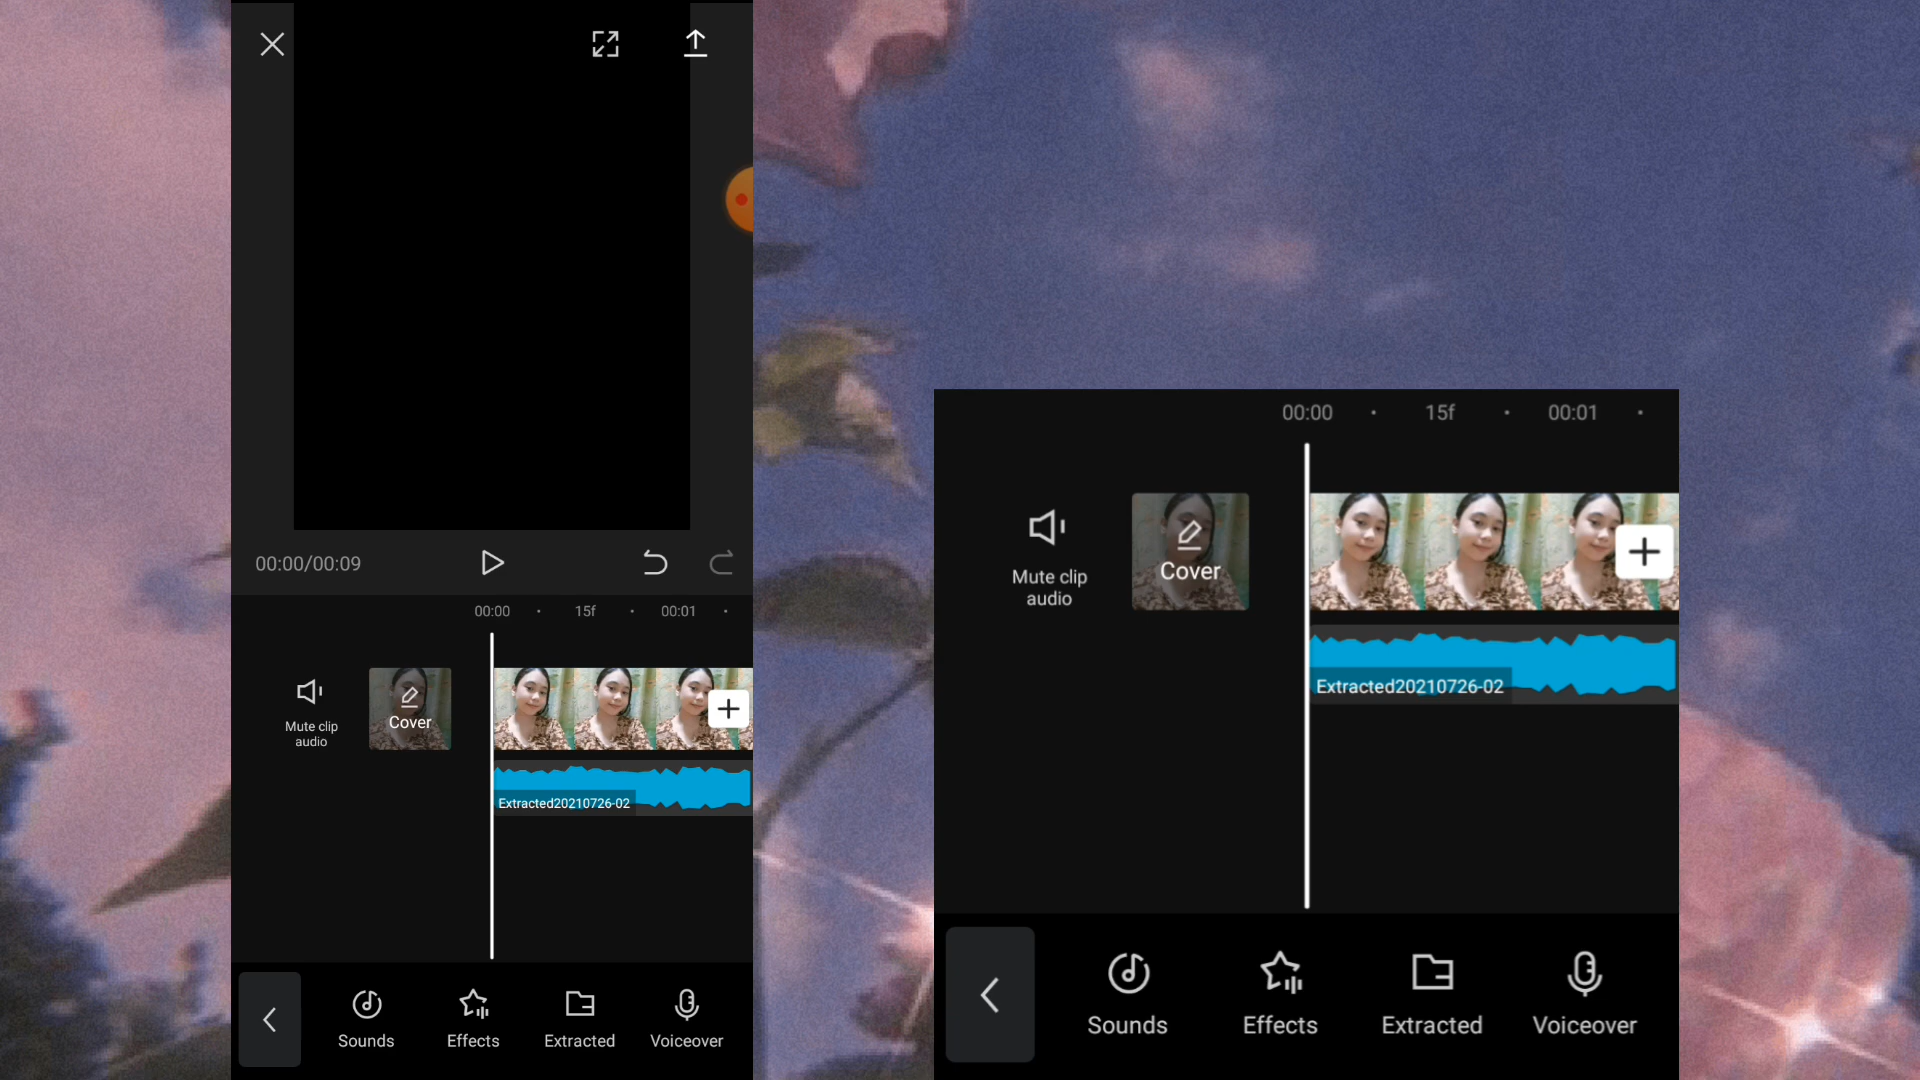 00:00/00:09
00:00 15f 00:01
Mute clip
audio
Cover
Extracted20210726-02
Sounds Effects Extracted Voiceover
00:00 15f 00:01
Mute clip
audio
Cover
Extracted20210726-02
Sounds Effects Extracted Voiceover